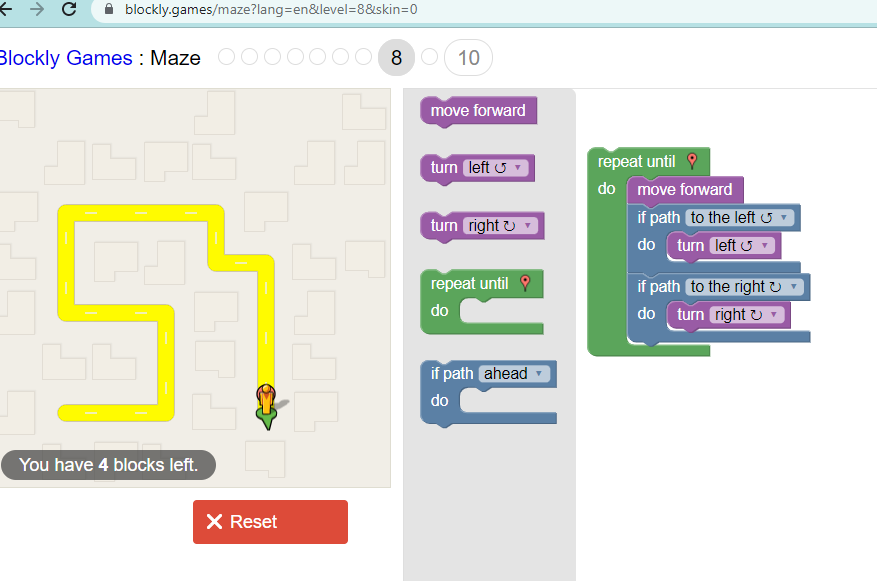 blockly.games/maze?lang=en&level=8&skin=0
Blockly Games : Maze 8 10
move forward
turn left ↺ ▼
turn right ↻ ▼
repeat until
do
if path ahead ▼
do
repeat until
do
move forward
if path to the left ↺ ▼
do turn left ↺ ▼
if path to the right ↻ ▼
do turn right ↻ ▼
You have 4 blocks left.
Reset